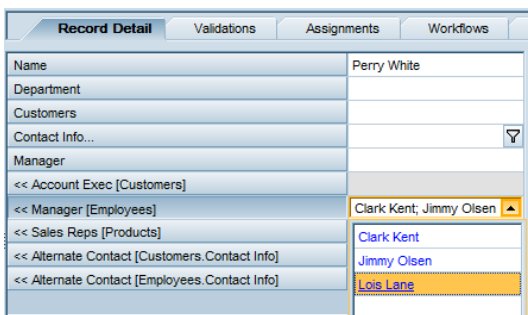 Record Detail Validations Assignments Workflows
Name Perry White
Department
Customers
Contact Info...
Manager
<< Account Exec [Customers]
<< Manager [Employees] Clark Kent; Jimmy Olsen
<< Sales Reps [Products] Clark Kent
<< Alternate Contact [Customers.Contact Info] Jimmy Olsen
<< Alternate Contact [Employees.Contact Info] Lois Lane